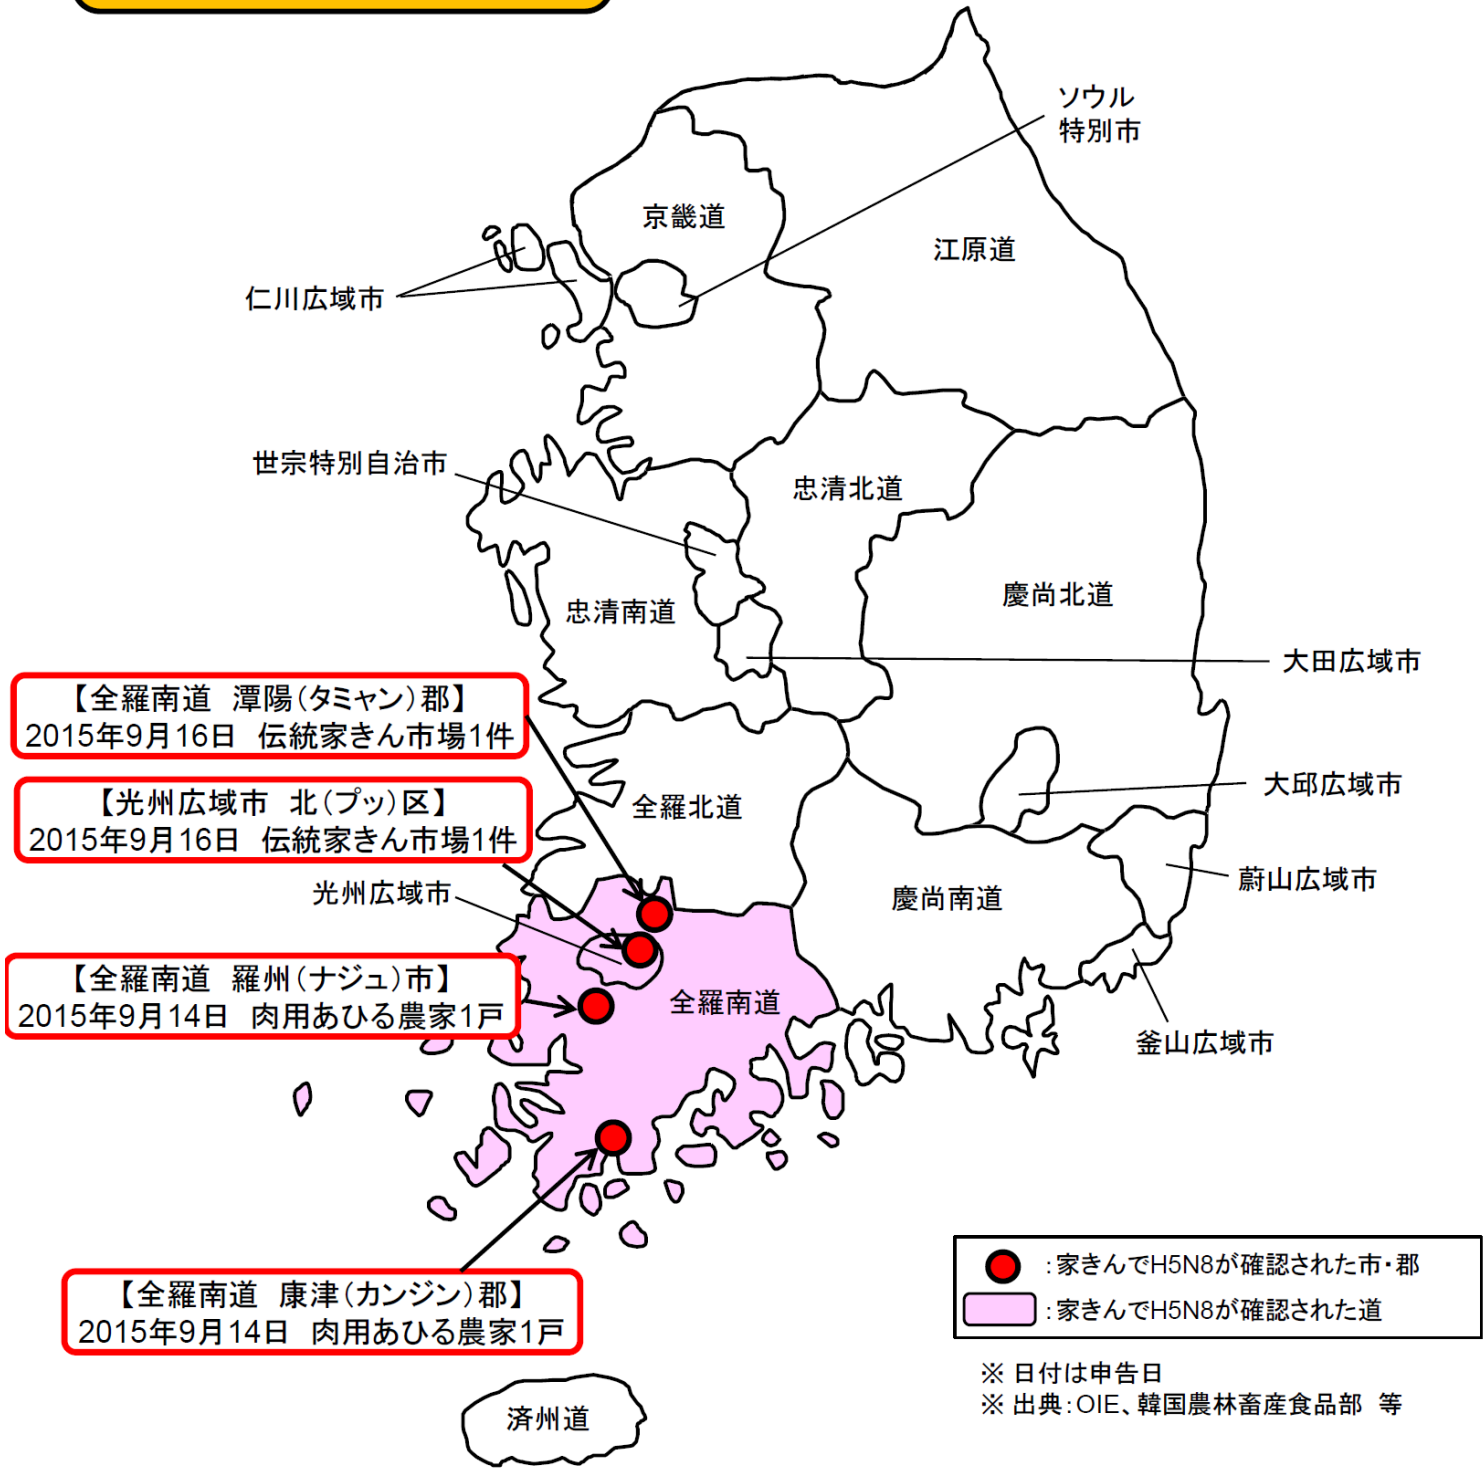 ソウル
特別市
京畿道
江原道
仁川広域市
世宗特別自治市
忠清北道
忠清南道
慶尚北道
大田広域市
【全羅南道 潭陽(タミャン)郡】
2015年9月16日 伝統家きん市場1件
大邱広域市
【光州広域市 北(プッ)区】
2015年9月16日 伝統家きん市場1件
全羅北道
蔚山広域市
光州広域市
慶尚南道
【全羅南道 羅州(ナジュ)市】
2015年9月14日 肉用あひる農家1戸
全羅南道
釜山広域市
【全羅南道 康津(カンジン)郡】
2015年9月14日 肉用あひる農家1戸
:家きんでH5N8が確認された市・郡
:家きんでH5N8が確認された道
※ 日付は申告日
※ 出典:OIE、韓国農林畜産食品部 等
済州道